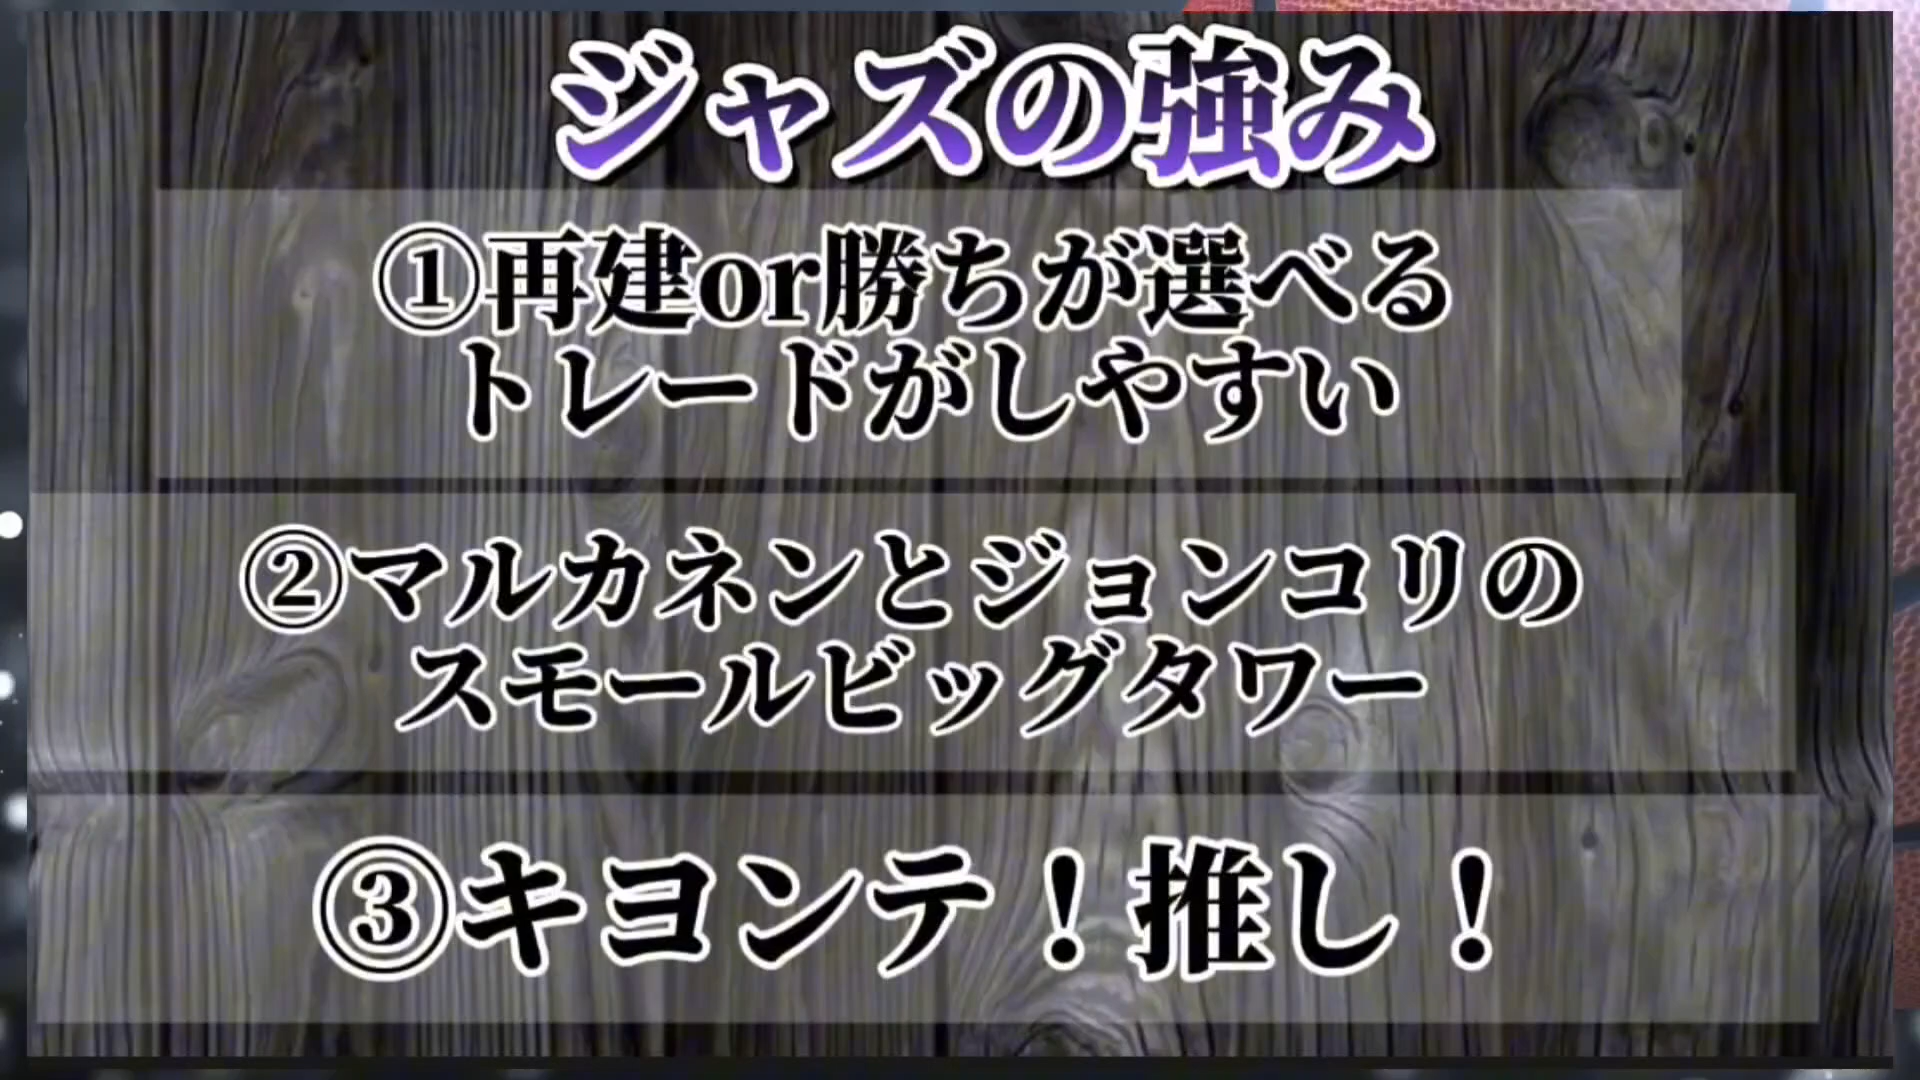 ジャズの強み
①再建or勝ちが選べる
トレードがしやすい
②マルカネンとジョンコリの
スモールビッグタワー
③キヨンテ！推し！